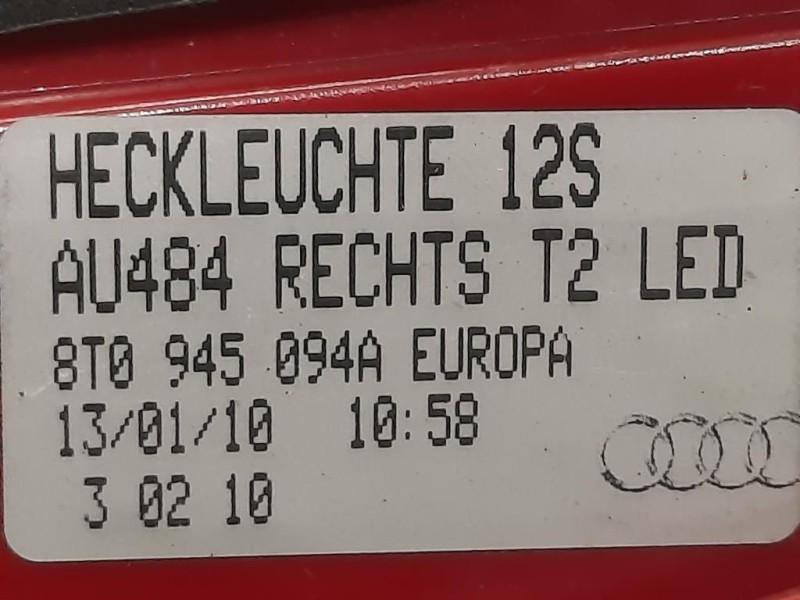 HECKLEUCHTE 12S
AU484 RECHTS T2 LED
8T0 945 094A EUROPA
13/01/10 10:58
3 02 10